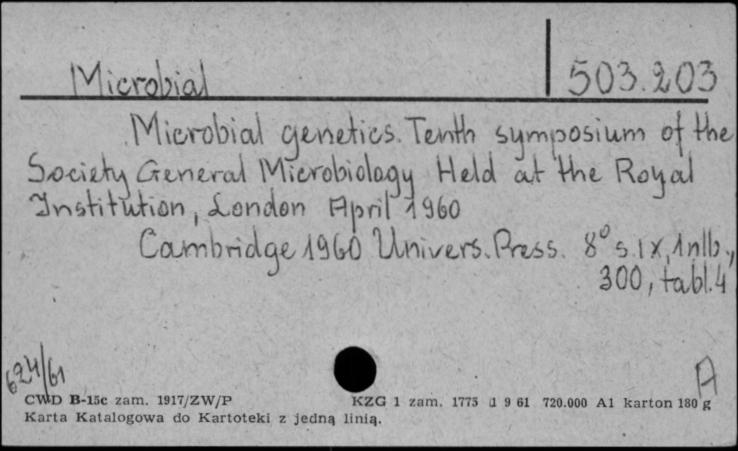 Microbial 503.203
Microbial genetics. Tenth symposium of the
Society General Microbiology Held at the Royal
Institution, London April 1960
Cambridge 1960 Univers. Press. 8° s. IX, 1nlb.,
300, tabl. 4
624/61
A
CWD B-15c zam. 1917/ZW/P KZG 1 zam. 1775 9 61 720.000 A1 karton 180 g
Karta Katalogowa do Kartoteki z jedną linią.